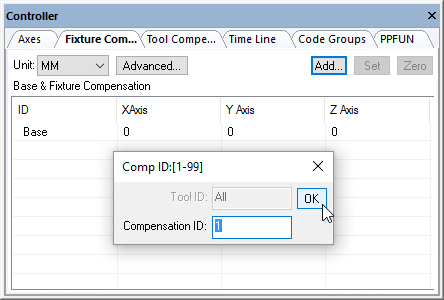 Controller
Axes Fixture Com... Tool Compe... Time Line Code Groups PPFUN
Unit: MM Advanced... Add... Set Zero
Base & Fixture Compensation
ID XAxis Y Axis Z Axis
Base 0 0 0
Comp ID:[1-99]
Tool ID: All OK
Compensation ID: 1